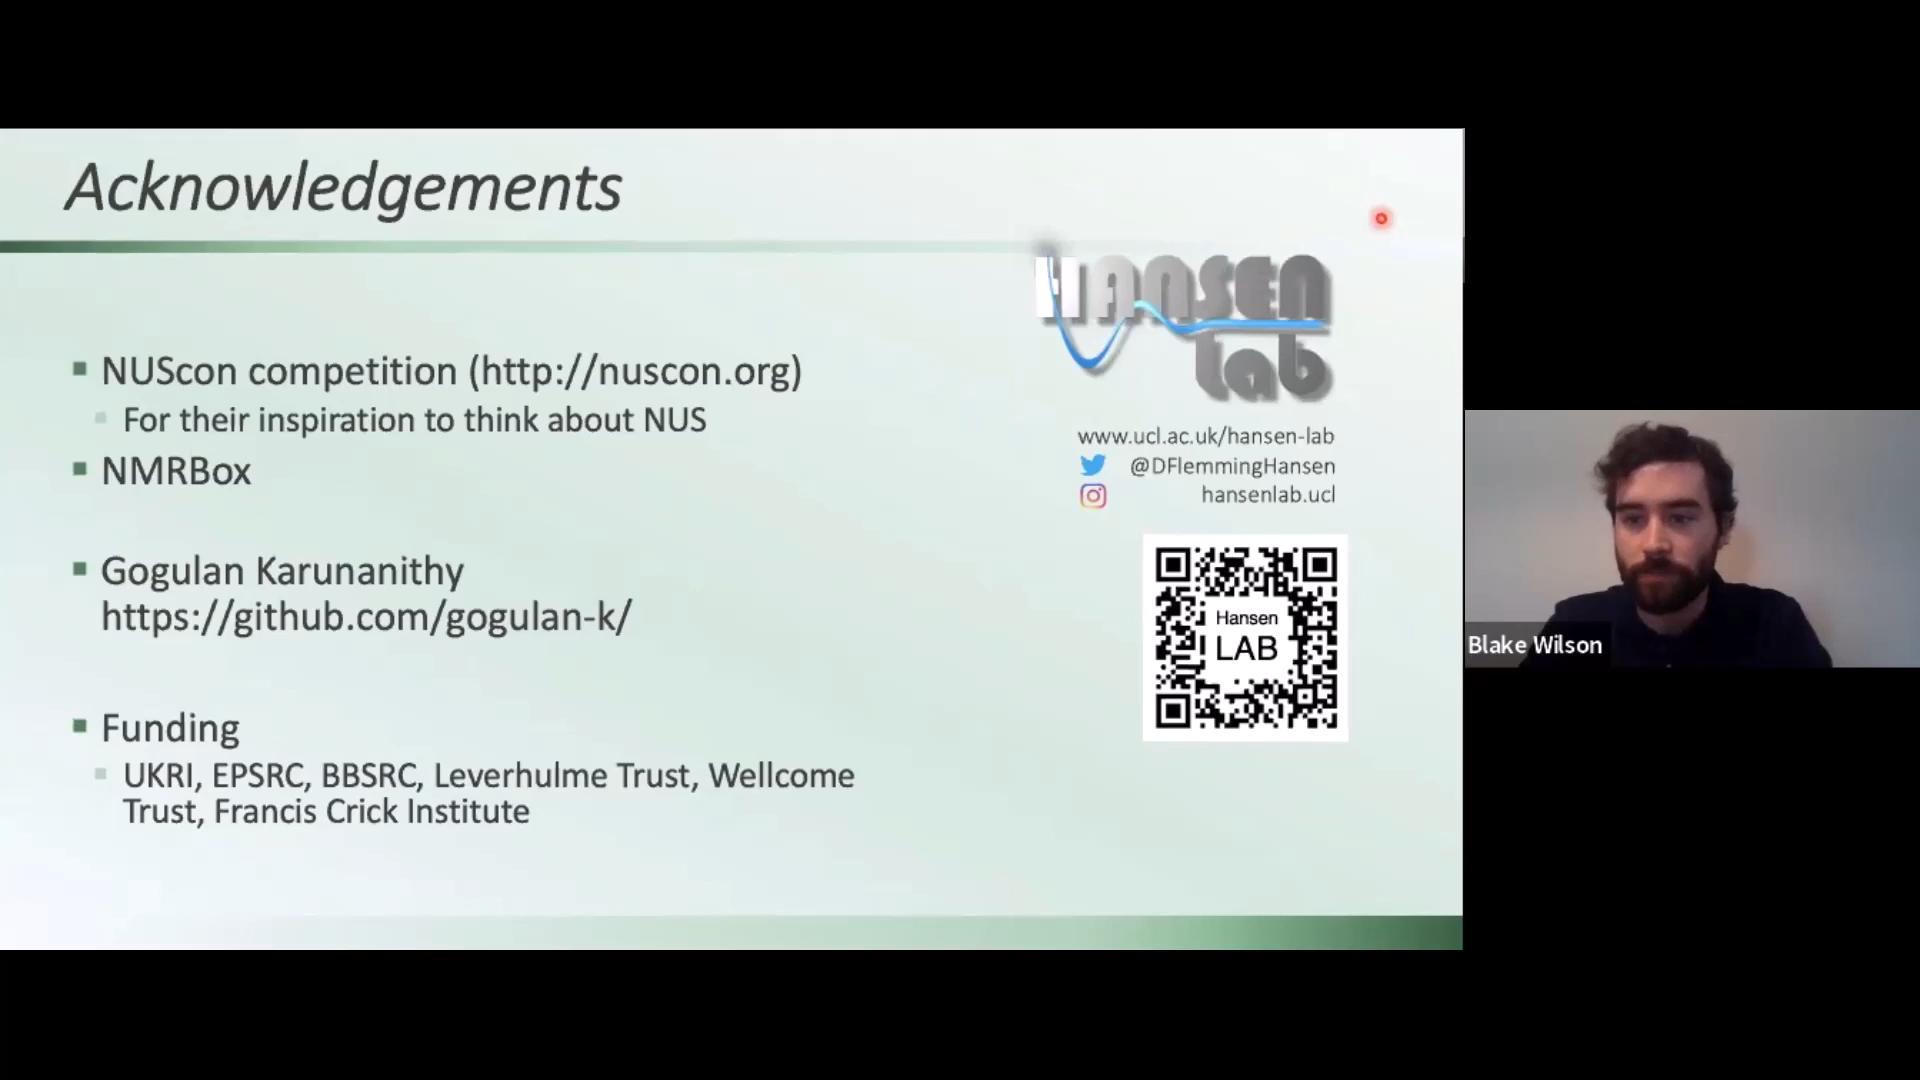 Acknowledgements
NUScon competition (http://nuscon.org)
For their inspiration to think about NUS
NMRBox
Gogulan Karunanithy
https://github.com/gogulan-k/
Funding
UKRI, EPSRC, BBSRC, Leverhulme Trust, Wellcome
Trust, Francis Crick Institute
HANSEN
Lab
www.ucl.ac.uk/hansen-lab
@DFlemmingHansen
hansenlab.ucl
Hansen
LAB
Blake Wilson